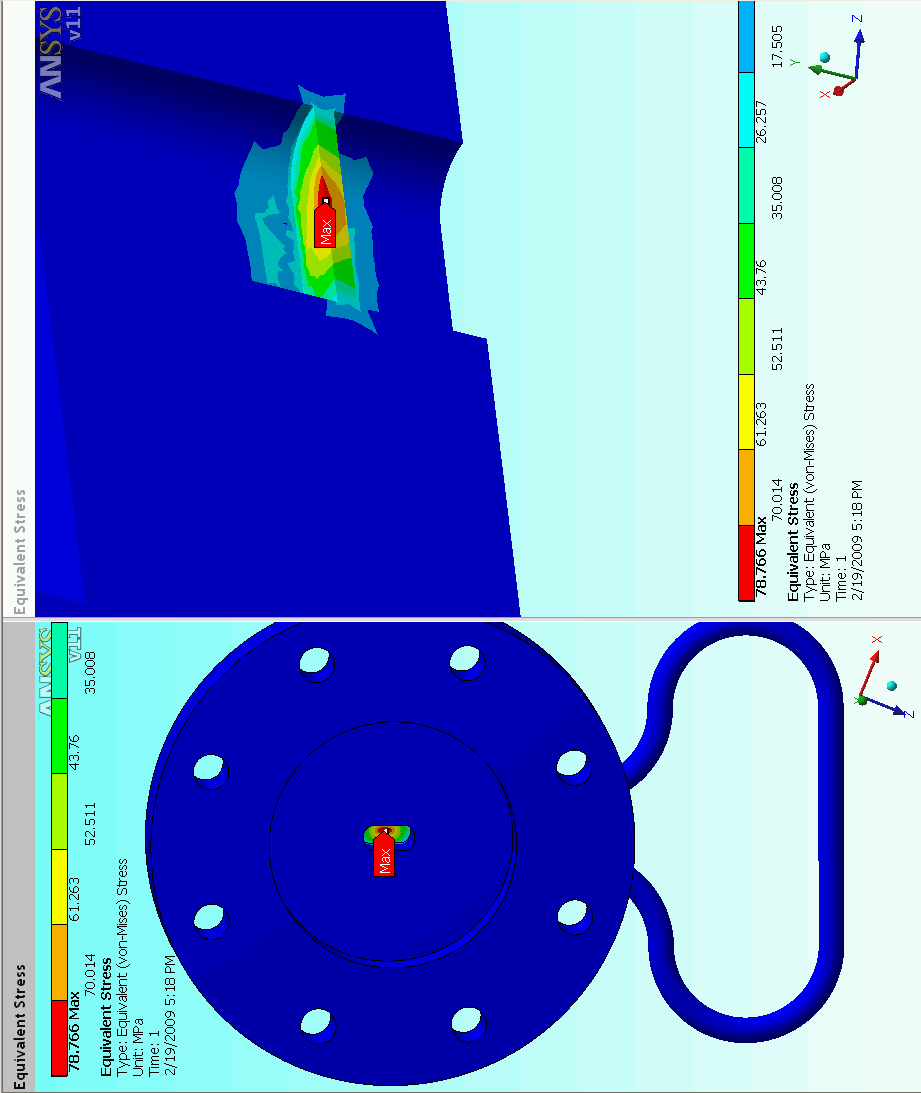 Equivalent Stress
ANSYS
v11
78.766 Max 61.263 43.76
70.014 52.511 35.008
Equivalent Stress
Type: Equivalent (von-Mises) Stress
Unit: MPa
Time: 1
2/19/2009 5:18 PM
Max
X
Z
Equivalent Stress
ANSYS
v11
Max
78.766 Max 61.263 43.76 26.257
70.014 52.511 35.008 17.505
Equivalent Stress
Type: Equivalent (von-Mises) Stress
Unit: MPa
Time: 1
2/19/2009 5:18 PM
Y
X
Z